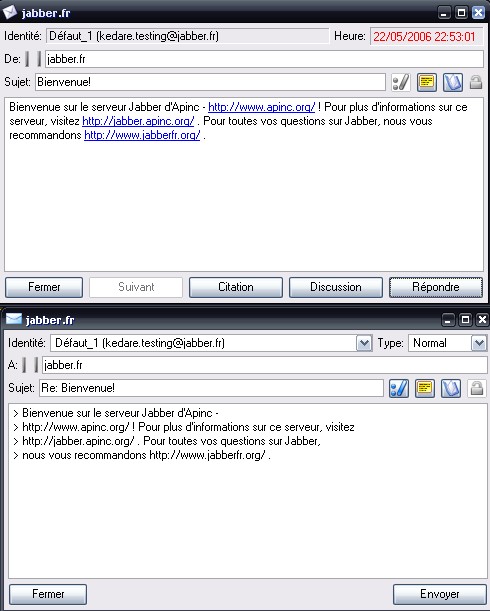 jabber.fr
Identité: Défaut_1 (kedare.testing@jabber.fr) Heure: 22/05/2006 22:53:01
De: jabber.fr
Sujet: Bienvenue!
Bienvenue sur le serveur Jabber d'Apinc - http://www.apinc.org/ ! Pour plus d'informations sur ce
serveur, visitez http://jabber.apinc.org/ . Pour toutes vos questions sur Jabber, nous vous
recommandons http://www.jabberfr.org/ .
Fermer Suivant Citation Discussion Répondre
jabber.fr
Identité: Défaut_1 (kedare.testing@jabber.fr) Type: Normal
A: jabber.fr
Sujet: Re: Bienvenue!
> Bienvenue sur le serveur Jabber d'Apinc -
> http://www.apinc.org/ ! Pour plus d'informations sur ce serveur, visitez
> http://jabber.apinc.org/ . Pour toutes vos questions sur Jabber,
> nous vous recommandons http://www.jabberfr.org/ .
Fermer Envoyer